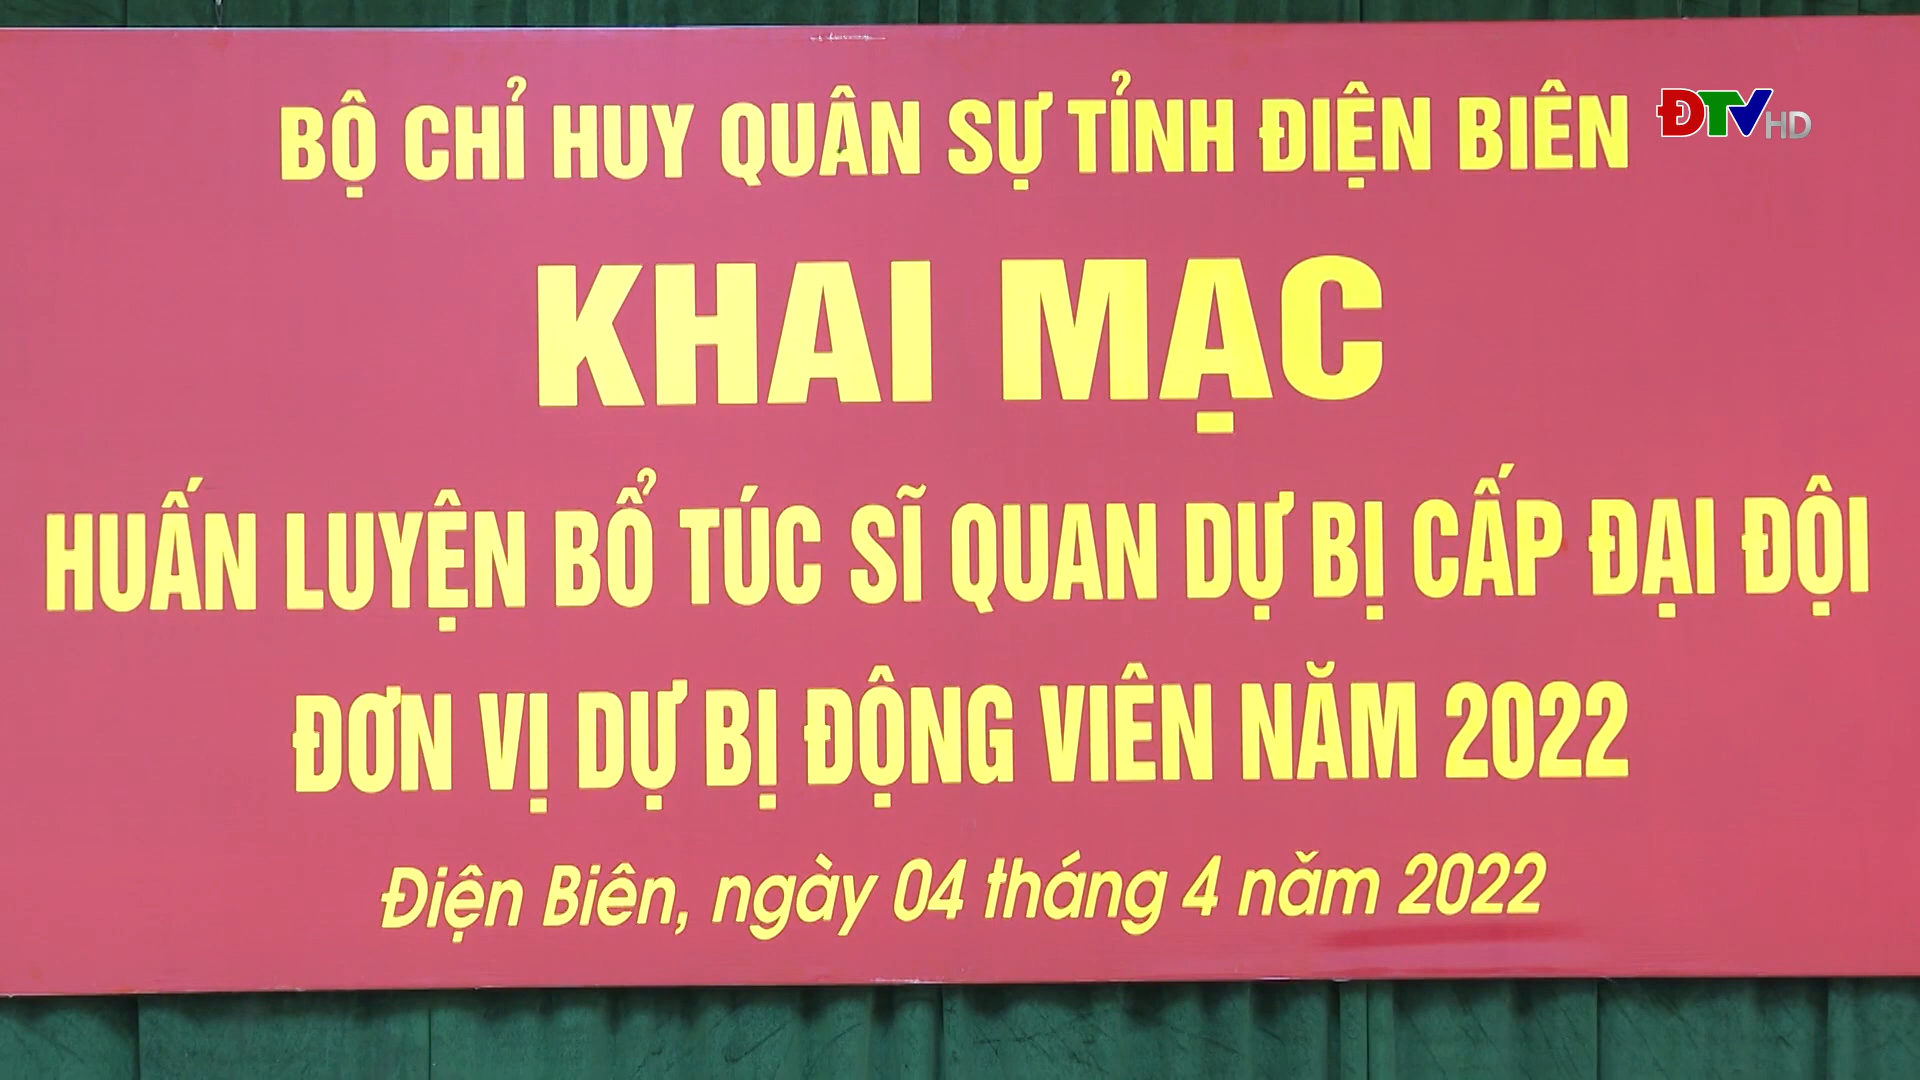 BỘ CHỈ HUY QUÂN SỰ TỈNH ĐIỆN BIÊN
ĐTV HD
KHAI MẠC
HUẤN LUYỆN BỔ TÚC SĨ QUAN DỰ BỊ CẤP ĐẠI ĐỘI
ĐƠN VỊ DỰ BỊ ĐỘNG VIÊN NĂM 2022
Điện Biên, ngày 04 tháng 4 năm 2022